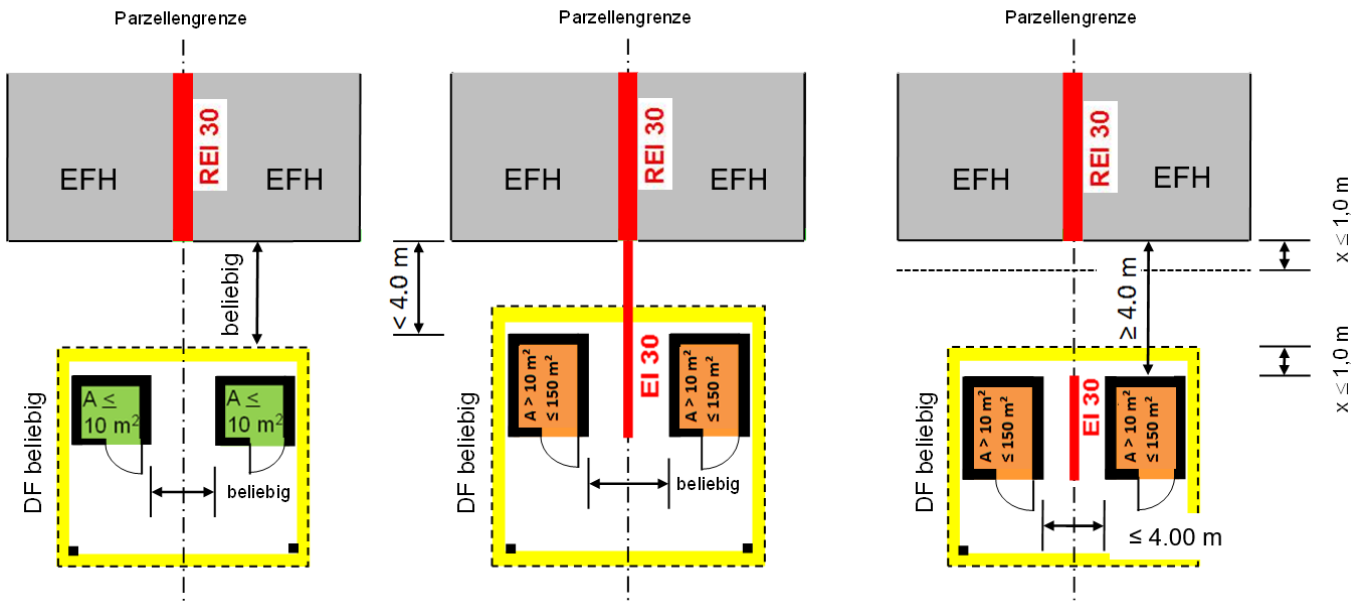 Parzellengrenze
EFH
REI 30
EFH
beliebig
DF beliebig
A ≤
10 m²
A ≤
10 m²
beliebig
Parzellengrenze
EFH
REI 30
EFH
< 4.0 m
DF beliebig
A > 10 m²
≤ 150 m²
EI 30
A > 10 m²
≤ 150 m²
beliebig
Parzellengrenze
EFH
REI 30
EFH
x ≤ 1,0 m
≥ 4.0 m
x ≤ 1,0 m
DF beliebig
A > 10 m²
≤ 150 m²
EI 30
A > 10 m²
≤ 150 m²
≤ 4.00 m